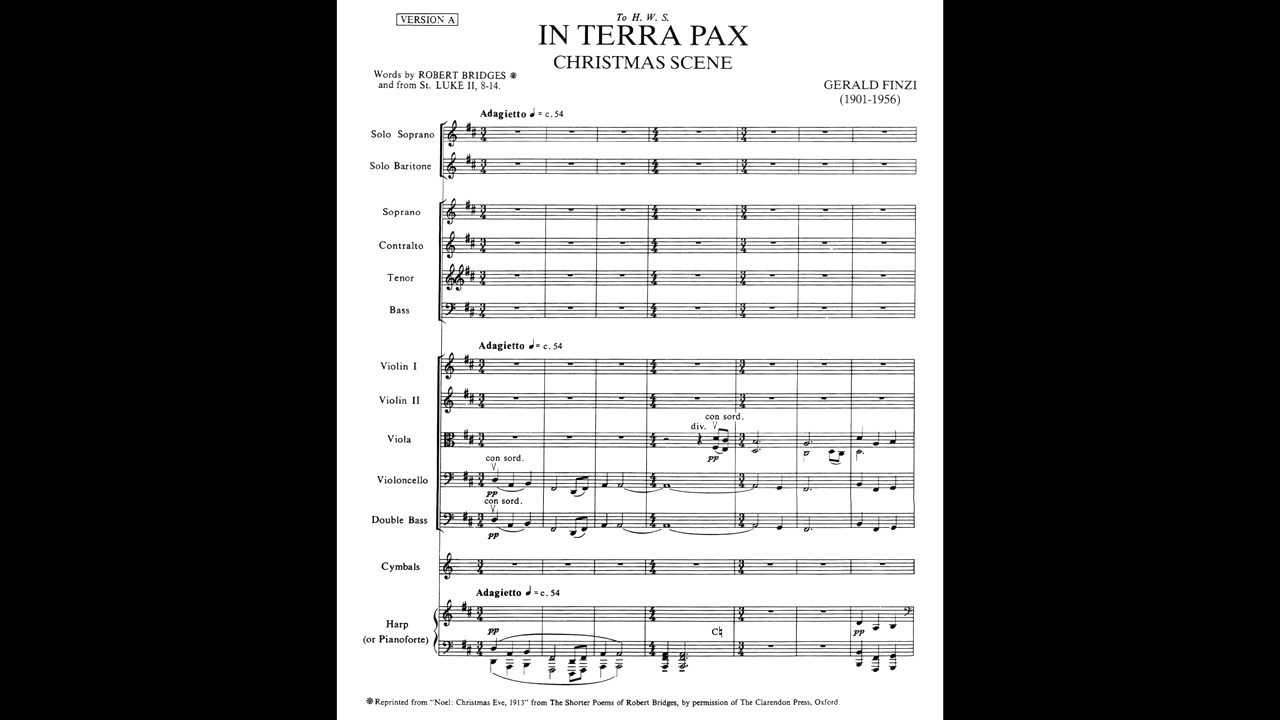 VERSION A
To H. W. S.
IN TERRA PAX
CHRISTMAS SCENE
Words by ROBERT BRIDGES ❋
and from St. LUKE II, 8-14.
GERALD FINZI
(1901-1956)
Adagietto ♩ = c. 54
Solo Soprano
Solo Baritone
Soprano
Contralto
Tenor
Bass
Adagietto ♩ = c. 54
Violin I
Violin II
con sord.
div.
Viola
pp
con sord.
Violoncello
pp
con sord.
Double Bass
pp
Cymbals
Adagietto ♩ = c. 54
Harp
(or Pianoforte)
pp
C♮
pp
❋ Reprinted from "Noel: Christmas Eve, 1913" from The Shorter Poems of Robert Bridges, by permission of The Clarendon Press, Oxford.